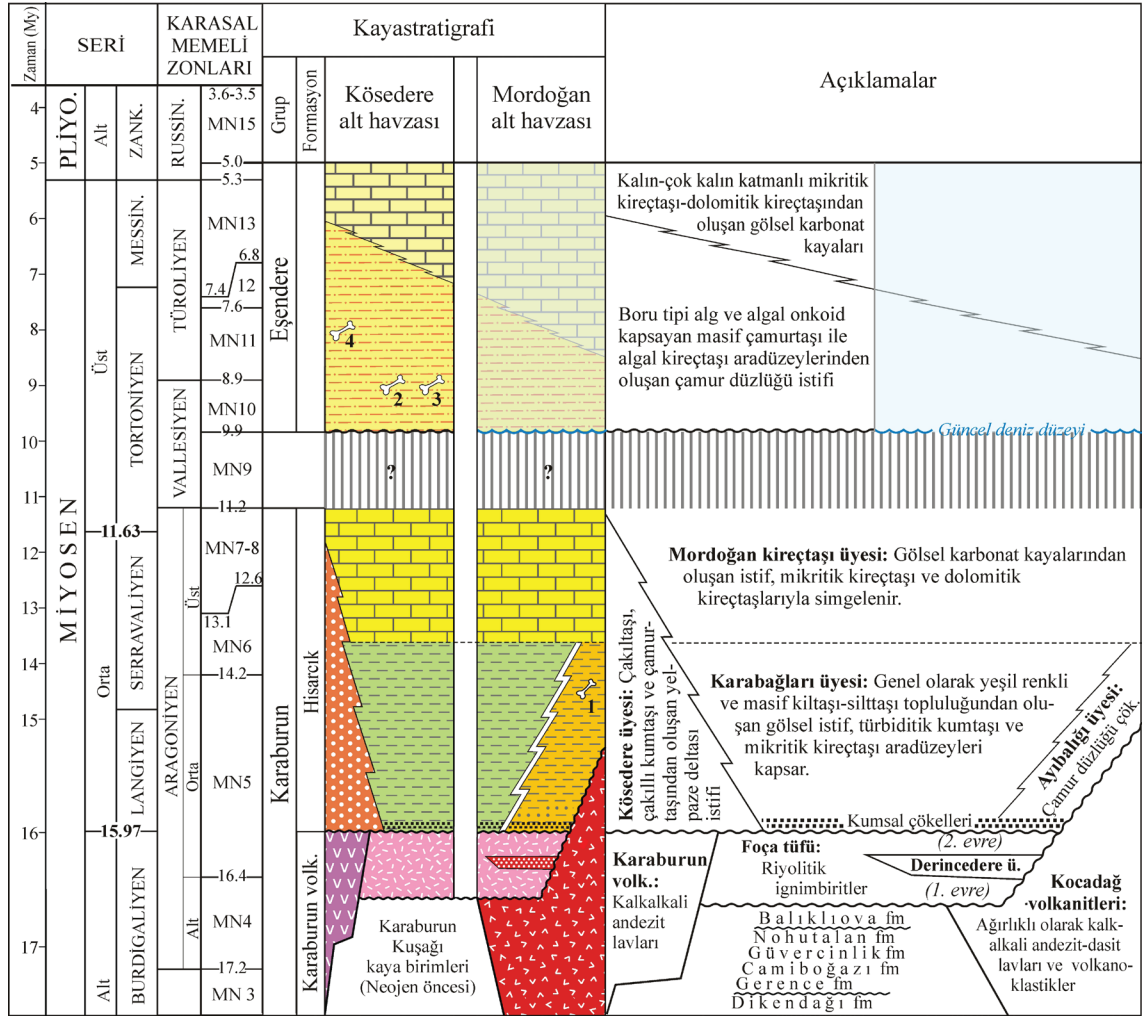 Zaman (My)
SERİ
KARASAL
MEMELİ
ZONLARI
Kayastratigrafi
Grup
Formasyon
Kösedere
alt havzası
Mordoğan
alt havzası
Açıklamalar
4
5
6
7
8
9
10
11
12
13
14
15
16
17
PLİYO.
MİYOSEN
Alt
Üst
Orta
Alt
11.63
15.97
ZANK.
MESSİN.
TORTONİYEN
SERRAVALİYEN
LANGİYEN
BURDİGALİYEN
RUSSİN.
TÜROLİYEN
VALLESİYEN
ARAGONİYEN
Üst
Orta
Alt
3.6-3.5
MN15
5.0
5.3
MN13
6.8
12
7.4
7.6
MN11
8.9
MN10
9.9
MN9
11.2
MN7-8
12.6
13.1
MN6
14.2
MN5
16.4
MN4
17.2
MN 3
Eşendere
Karaburun
Hisarcık
Karaburun volk.
4
2
3
?
?
1
Karaburun
Kuşağı
kaya birimleri
(Neojen öncesi)
Kalın-çok kalın katmanlı mikritik
kireçtaşı-dolomitik kireçtaşından
oluşan gölsel karbonat
kayaları
Boru tipi alg ve algal onkoid
kapsayan masif çamurtaşı ile
algal kireçtaşı aradüzeylerinden
oluşan çamur düzlüğü istifi
Güncel deniz düzeyi
Mordoğan kireçtaşı üyesi: Gölsel karbonat kayalarından
oluşan istif, mikritik kireçtaşı ve dolomitik
kireçtaşlarıyla simgelenir.
Kösedere üyesi: Çakıltaşı,
çakıllı kumtaşı ve çamur-
taşından oluşan yel-
paze deltası
istifi
Karabağları üyesi: Genel olarak yeşil renkli
ve masif kiltaşı-silttaşı topluluğundan olu-
şan gölsel istif, türbiditik kumtaşı ve
mikritik kireçtaşı aradüzeyleri
kapsar.
Ayıbalığı üyesi:
Çamur düzlüğü çök.
Kumsal çökelleri
(2. evre)
Foça tüfü:
Riyolitik
ignimbiritler
Derincedere ü.
(1. evre)
Karaburun
volk.:
Kalkalkali
andezit
lavları
Balıklıova fm
Nohutalan fm
Güvercinlik fm
Camiboğazı fm
Gerence fm
Dikendağı fm
Kocadağ
volkanitleri:
Ağırlıklı olarak kalk-
alkali andezit-dasit
lavları ve volkano-
klastikler